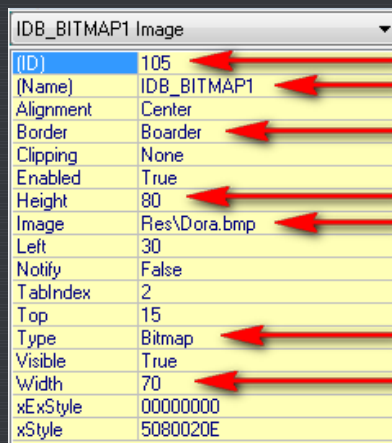 IDB_BITMAP1 Image
(ID) 105
(Name) IDB_BITMAP1
Alignment Center
Border Boarder
Clipping None
Enabled True
Height 80
Image Res\Dora.bmp
Left 30
Notify False
TabIndex 2
Top 15
Type Bitmap
Visible True
Width 70
xExStyle 00000000
xStyle 5080020E